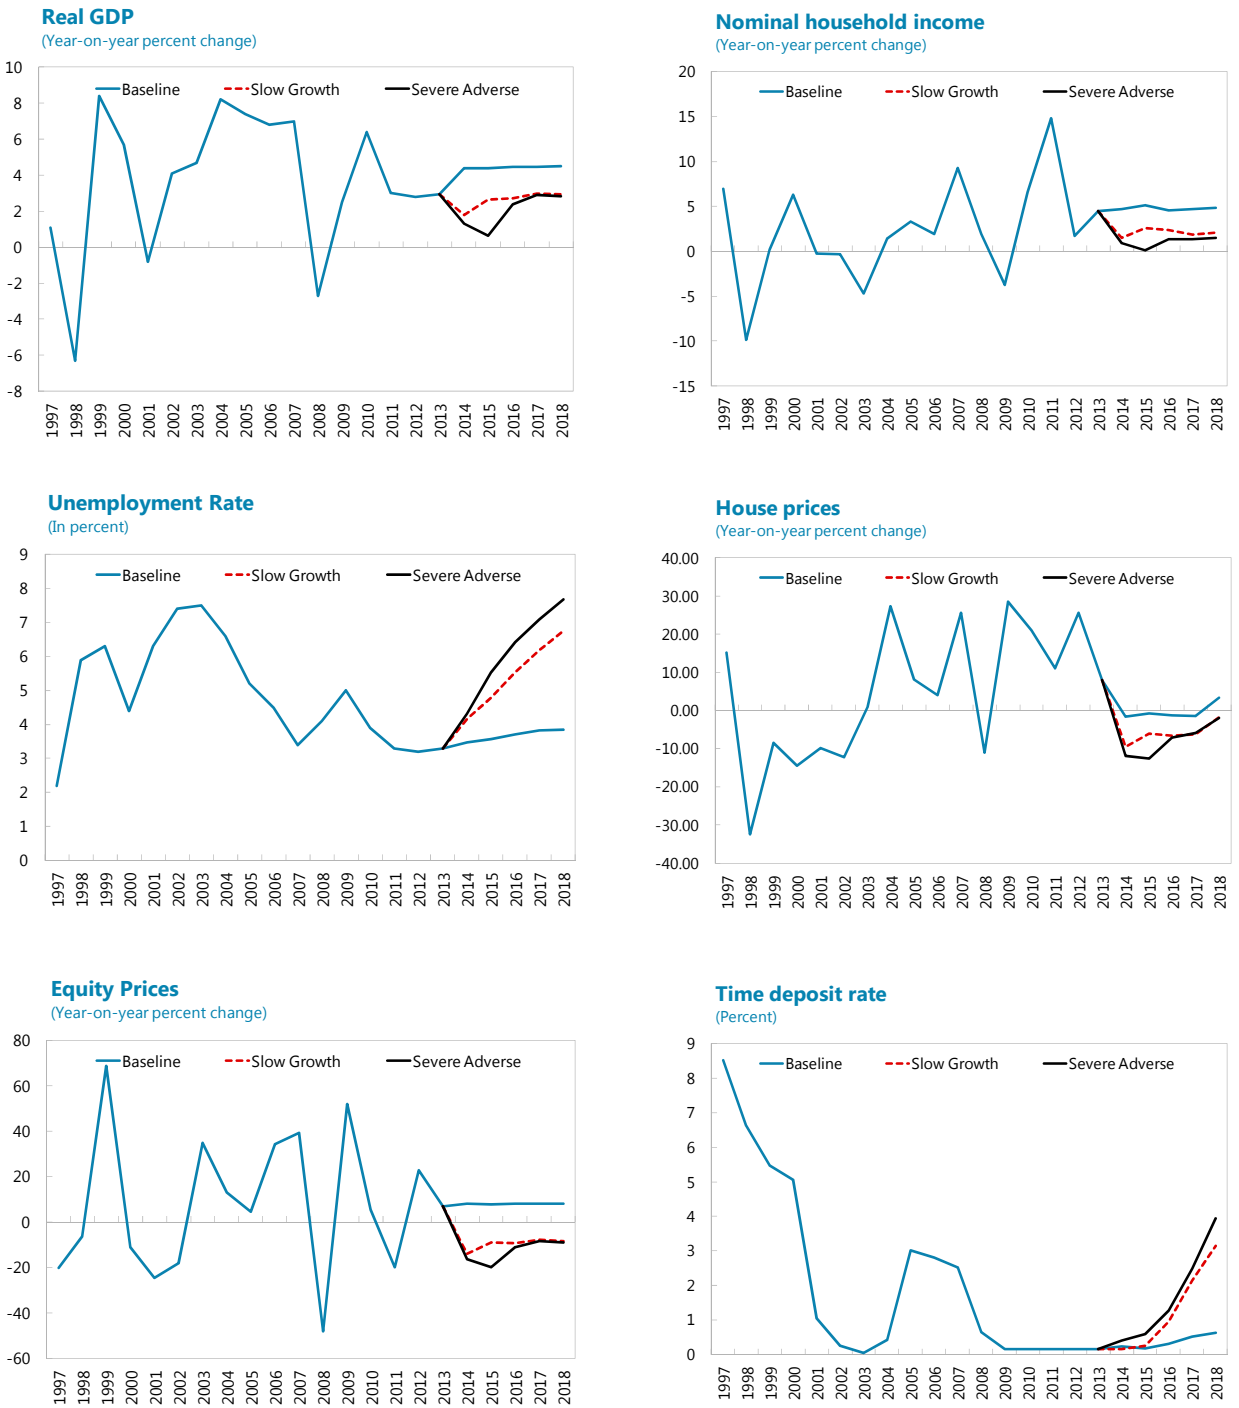 Real GDP
(Year-on-year percent change)
10
8
6
4
2
0
-2
-4
-6
-8
Baseline Slow Growth Severe Adverse
1997 1998 1999 2000 2001 2002 2003 2004 2005 2006 2007 2008 2009 2010 2011 2012 2013 2014 2015 2016 2017 2018
Nominal household income
(Year-on-year percent change)
20
15
10
5
0
-5
-10
-15
Baseline Slow Growth Severe Adverse
1997 1998 1999 2000 2001 2002 2003 2004 2005 2006 2007 2008 2009 2010 2011 2012 2013 2014 2015 2016 2017 2018
Unemployment Rate
(In percent)
9
8
7
6
5
4
3
2
1
0
Baseline Slow Growth Severe Adverse
1997 1998 1999 2000 2001 2002 2003 2004 2005 2006 2007 2008 2009 2010 2011 2012 2013 2014 2015 2016 2017 2018
House prices
(Year-on-year percent change)
40.00
30.00
20.00
10.00
0.00
-10.00
-20.00
-30.00
-40.00
Baseline Slow Growth Severe Adverse
1997 1998 1999 2000 2001 2002 2003 2004 2005 2006 2007 2008 2009 2010 2011 2012 2013 2014 2015 2016 2017 2018
Equity Prices
(Year-on-year percent change)
80
60
40
20
0
-20
-40
-60
Baseline Slow Growth Severe Adverse
1997 1998 1999 2000 2001 2002 2003 2004 2005 2006 2007 2008 2009 2010 2011 2012 2013 2014 2015 2016 2017 2018
Time deposit rate
(Percent)
9
8
7
6
5
4
3
2
1
0
Baseline Slow Growth Severe Adverse
1997 1998 1999 2000 2001 2002 2003 2004 2005 2006 2007 2008 2009 2010 2011 2012 2013 2014 2015 2016 2017 2018